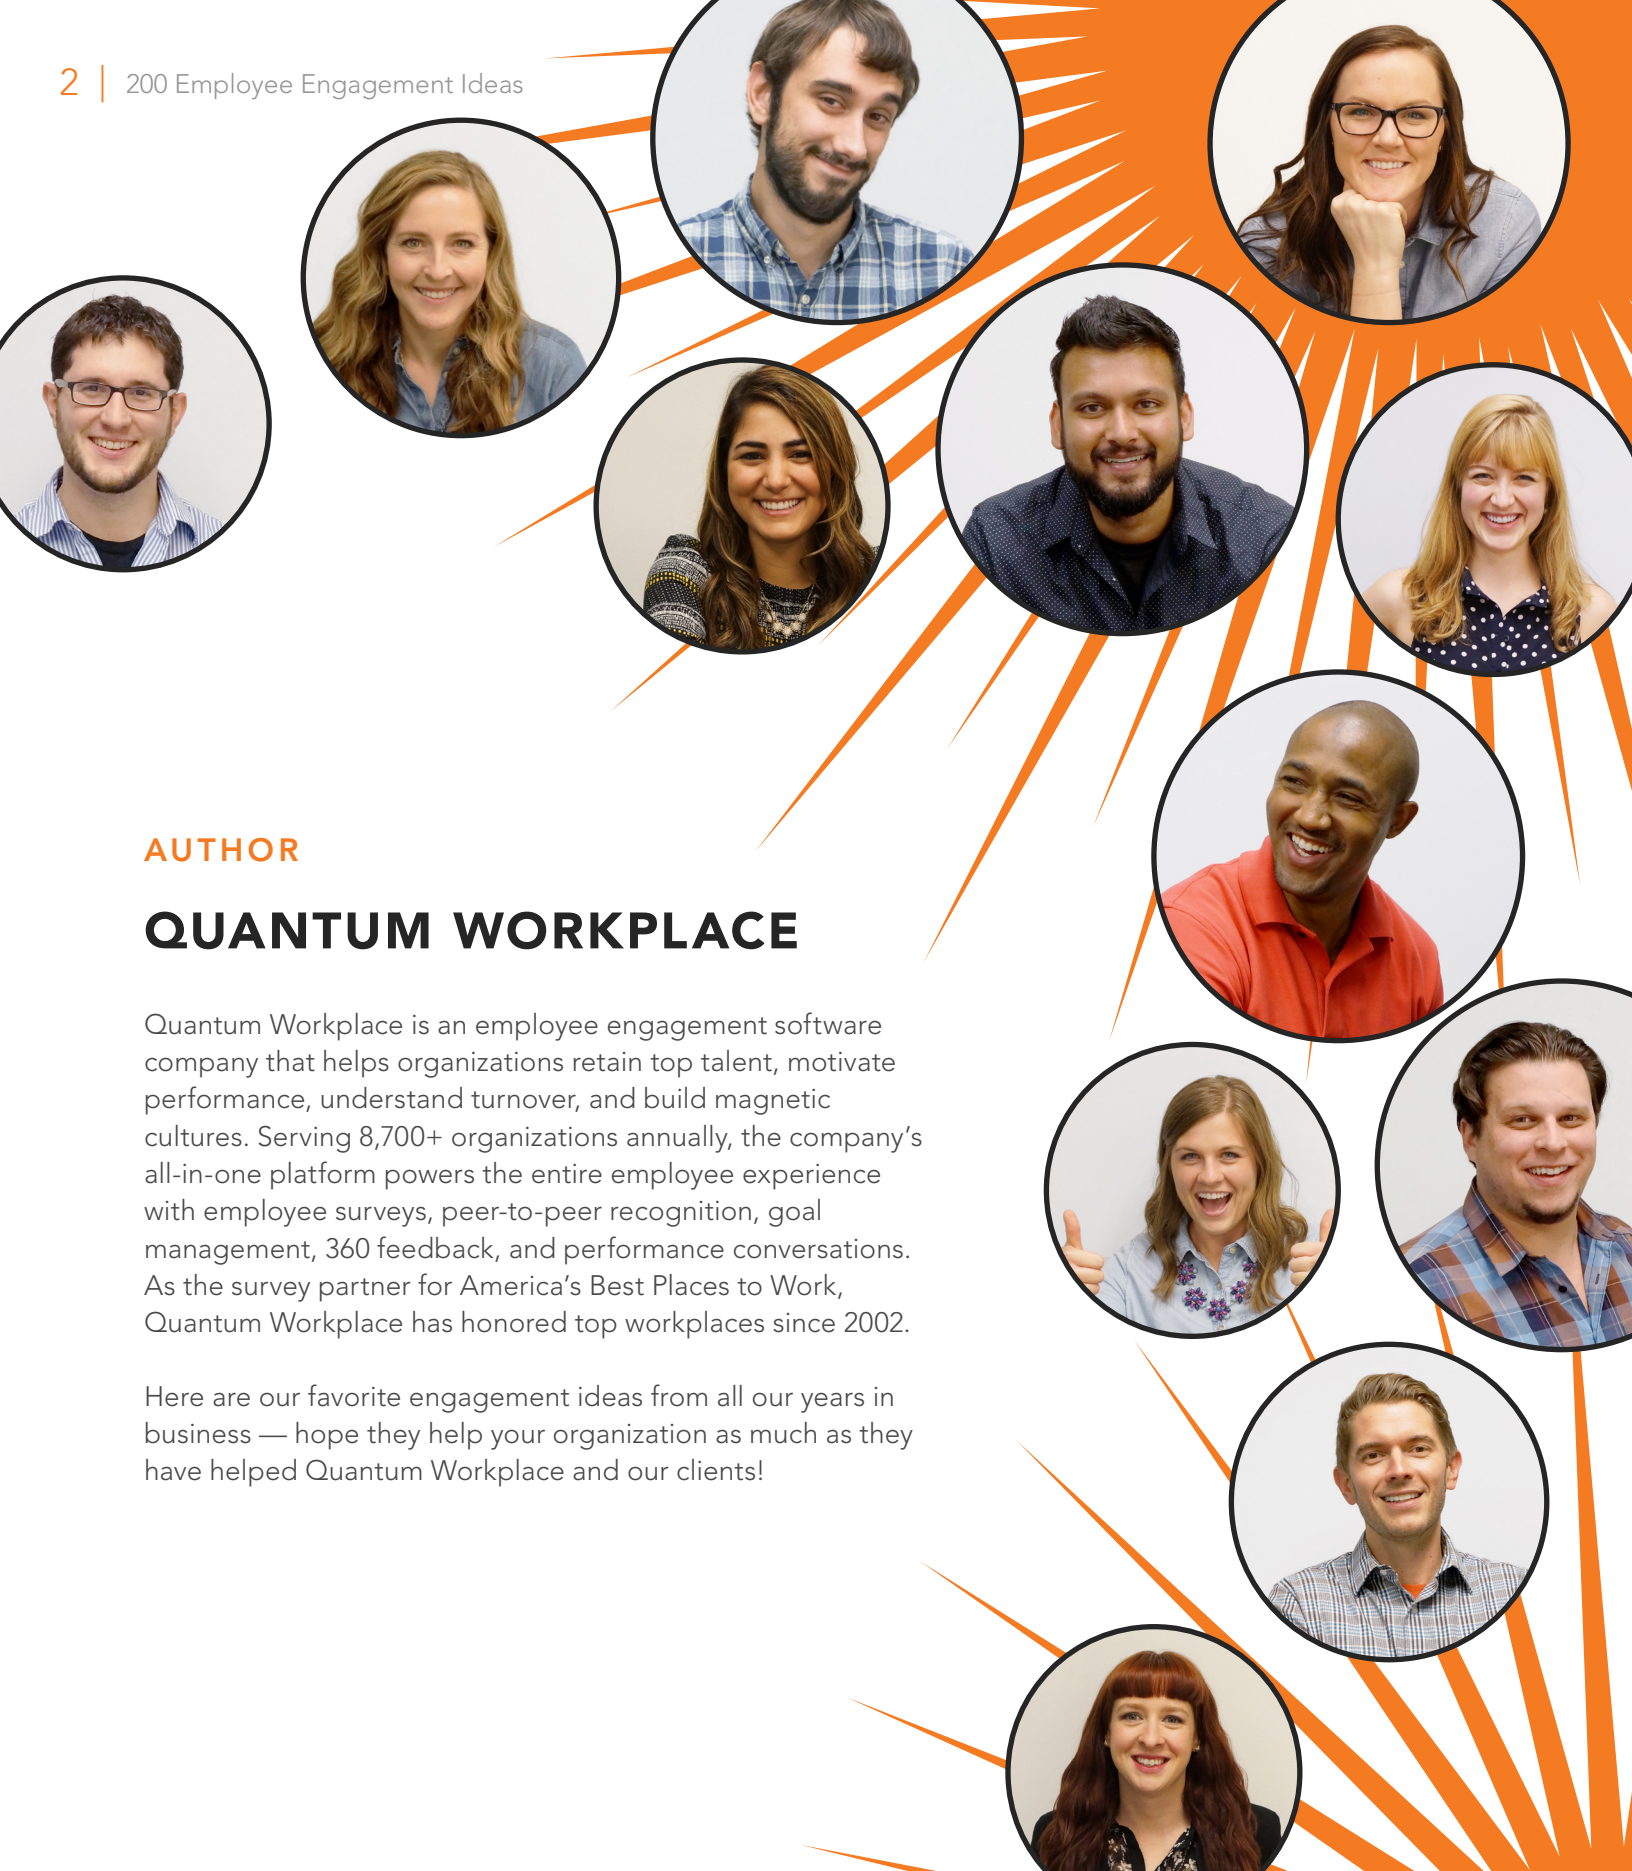 2 | 200 Employee Engagement Ideas
AUTHOR
QUANTUM WORKPLACE
Quantum Workplace is an employee engagement software
company that helps organizations retain top talent, motivate
performance, understand turnover, and build magnetic
cultures. Serving 8,700+ organizations annually, the company’s
all-in-one platform powers the entire employee experience
with employee surveys, peer-to-peer recognition, goal
management, 360 feedback, and performance conversations.
As the survey partner for America’s Best Places to Work,
Quantum Workplace has honored top workplaces since 2002.
Here are our favorite engagement ideas from all our years in
business — hope they help your organization as much as they
have helped Quantum Workplace and our clients!